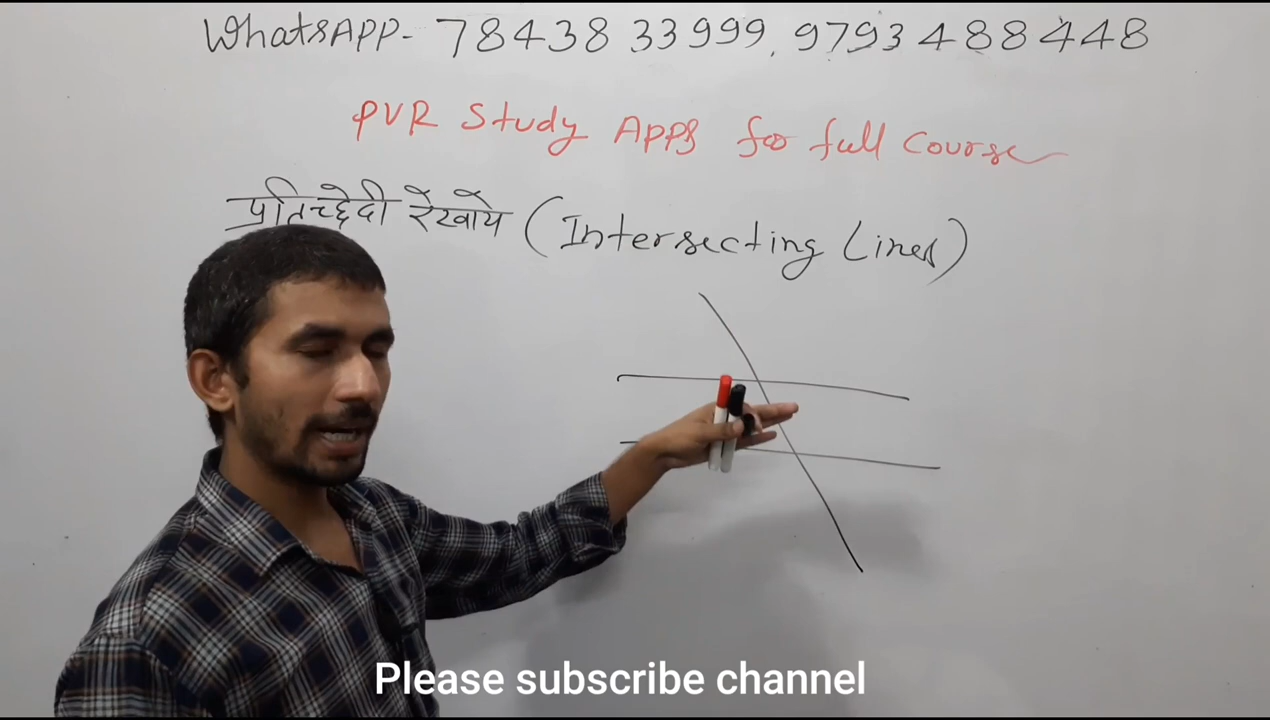 WhatsAPP- 78438 33999, 9793488448
PVR Study APPS for full Course
प्रतिच्छेदी रेखायें (Intersecting Lines)
Please subscribe channel